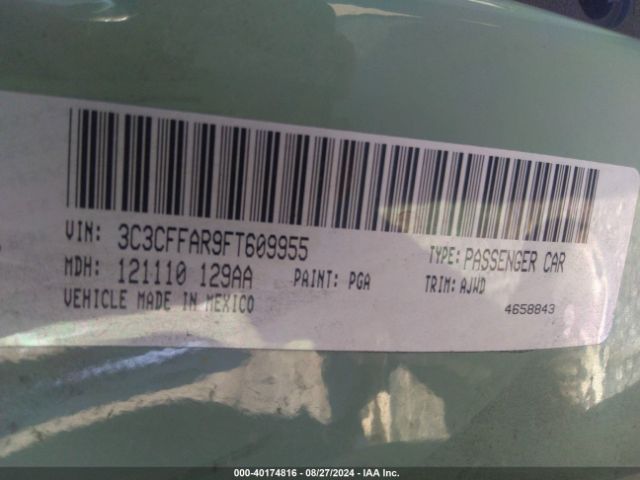 VIN: 3C3CFFAR9FT609955
TYPE: PASSENGER CAR
MDH: 121110 129AA
PAINT: PGA
TRIM: AJWD
VEHICLE MADE IN MEXICO
4658843
000-40174816 - 08/27/2024 - IAA Inc.